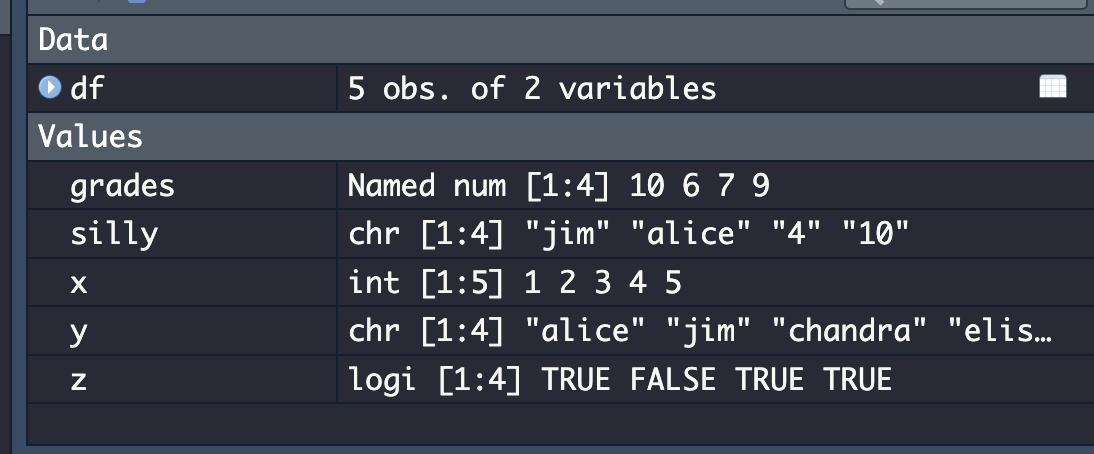 Data
df 5 obs. of 2 variables
Values
grades Named num [1:4] 10 6 7 9
silly chr [1:4] "jim" "alice" "4" "10"
x int [1:5] 1 2 3 4 5
y chr [1:4] "alice" "jim" "chandra" "elis…
z logi [1:4] TRUE FALSE TRUE TRUE